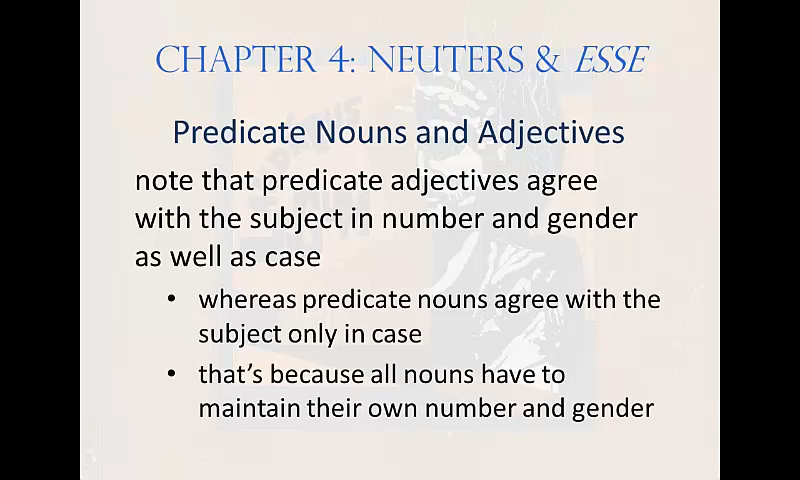 CHAPTER 4: NEUTERS & ESSE
Predicate Nouns and Adjectives
note that predicate adjectives agree
with the subject in number and gender
as well as case
• whereas predicate nouns agree with the
subject only in case
• that’s because all nouns have to
maintain their own number and gender